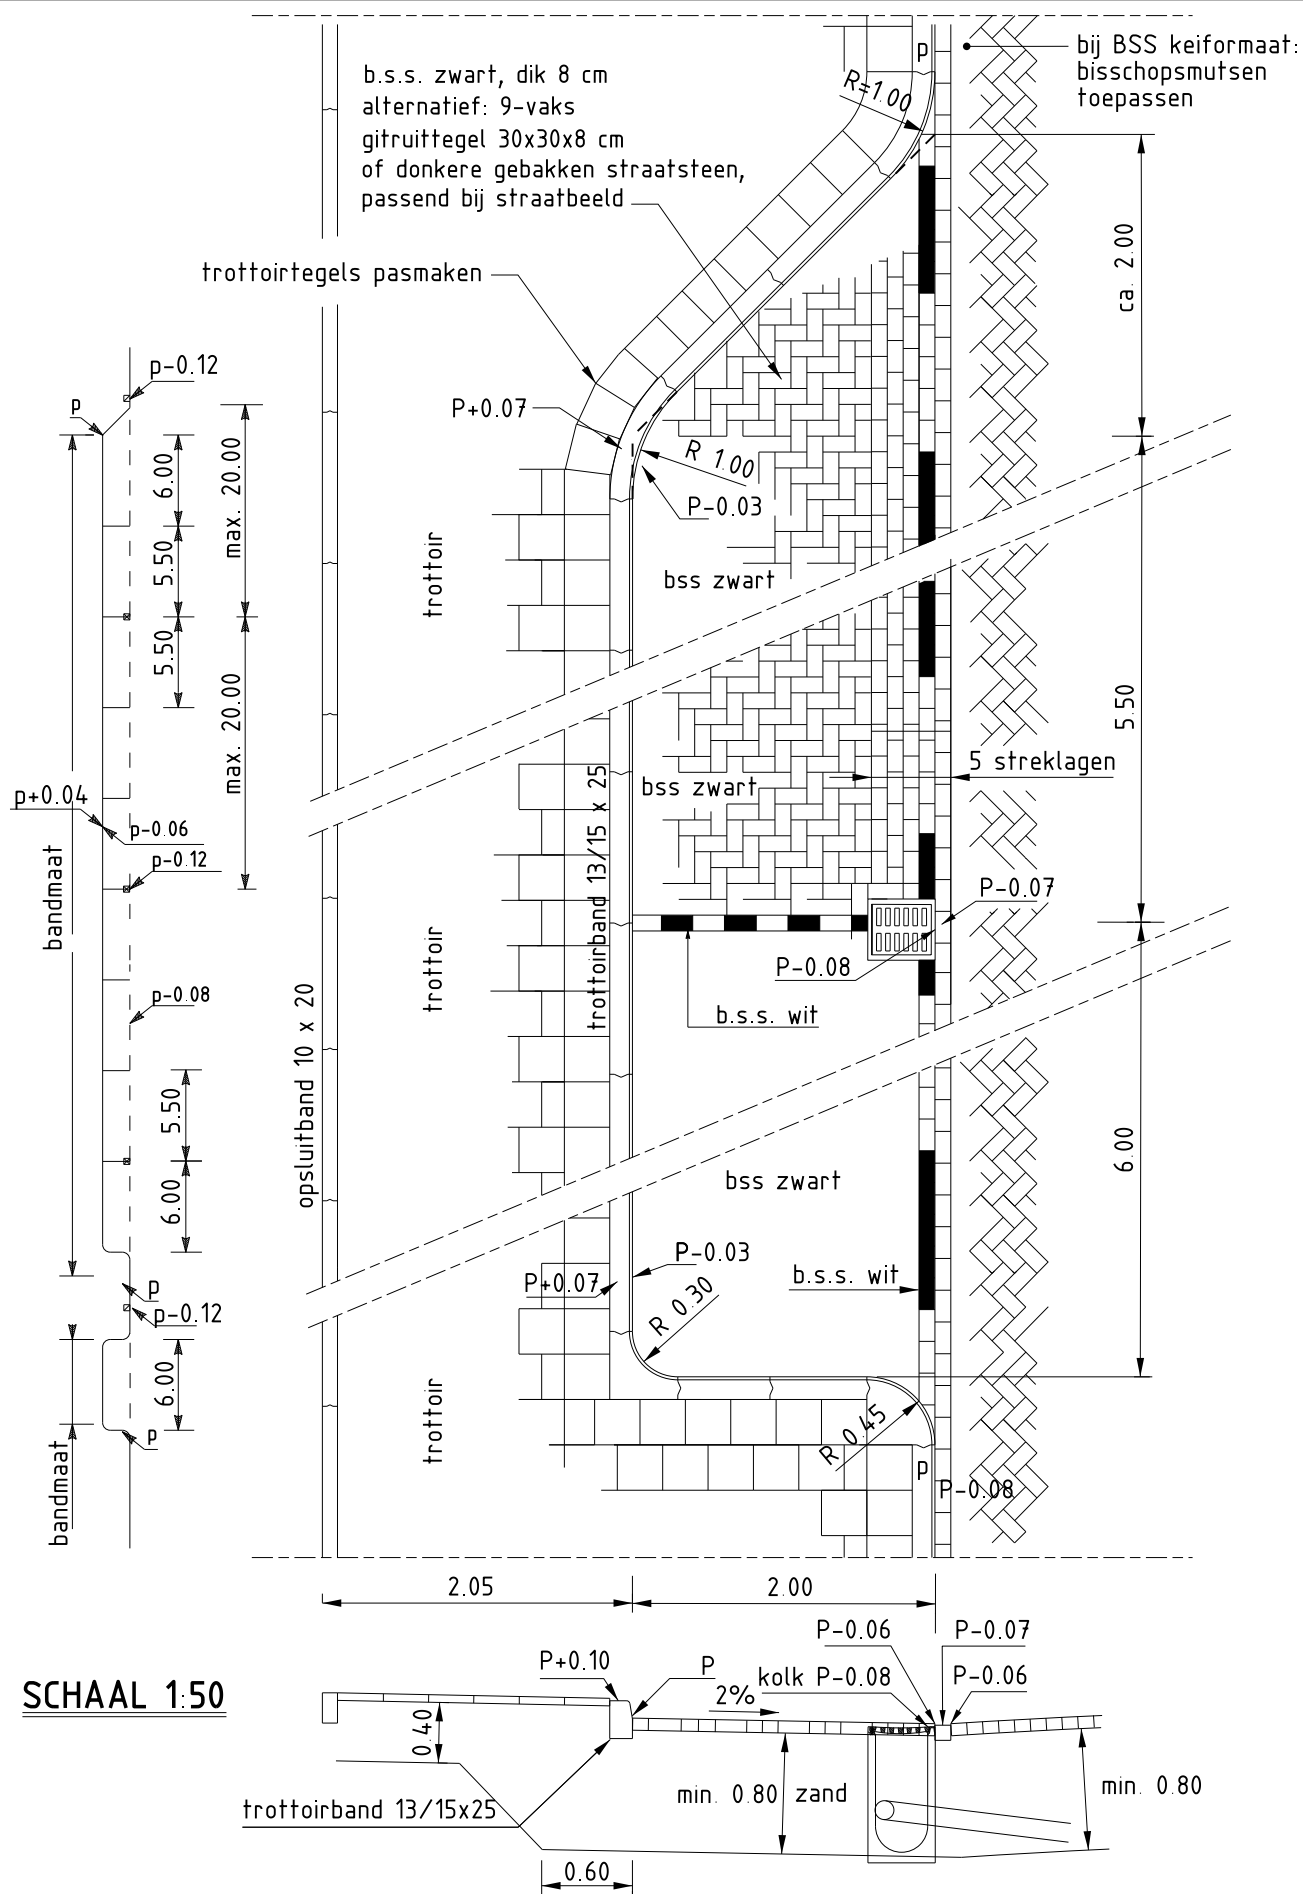 b.s.s. zwart, dik 8 cm
alternatief: 9-vaks
gitruittegel 30x30x8 cm
of donkere gebakken straatsteen,
passend bij straatbeeld
p
R=1.00
bij BSS keiformaat:
bisschopsmutsen
toepassen
trottoirtegels pasmaken
ca. 2.00
p-0.12
p
P+0.07
R 1.00
P-0.03
6.00
max. 20.00
5.50
trottoir
bss zwart
5.50
max. 20.00
5.50
5 streklagen
bss zwart
p+0.04
p-0.06
p-0.12
bandmaat
trottoirband 13/15 x 25
P-0.07
P-0.08
trottoir
b.s.s. wit
p-0.08
opsluitband 10 x 20
5.50
6.00
bss zwart
6.00
P-0.03
P+0.07
R 0.30
b.s.s. wit
p
p-0.12
6.00
p
bandmaat
trottoir
R 0.45
p
P-0.08
2.05
2.00
P-0.06
P-0.07
P+0.10
P
kolk P-0.08
P-0.06
SCHAAL 1:50
2%
0.40
min. 0.80 zand
min. 0.80
trottoirband 13/15x25
0.60